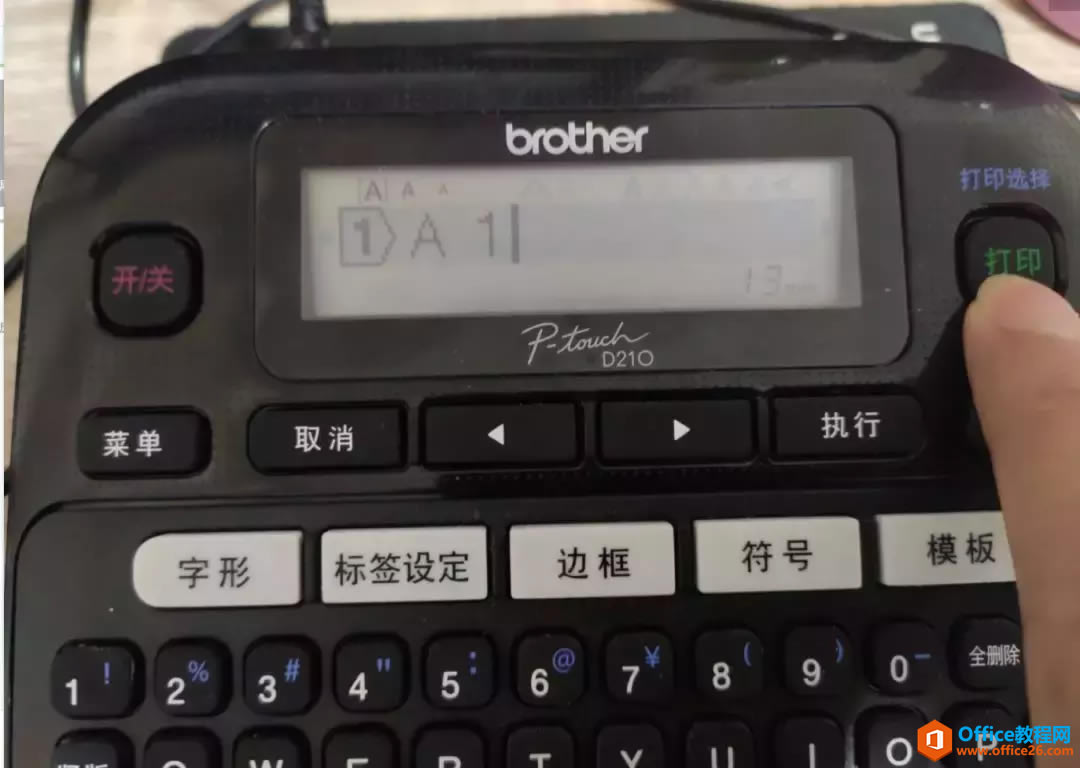 brother
打印选择
A A A
1 A 1
打印
开/关
13mm
P-touch
D210
菜单 取消 ◀ ▶ 执行
字形 标签设定 边框 符号 模板
1 ! 2 % 3 # 4 " 5 : 6 @ 7 ¥ 8 ( 9 ) 0 - 全删除
O P
Office教程网
www.office26.com